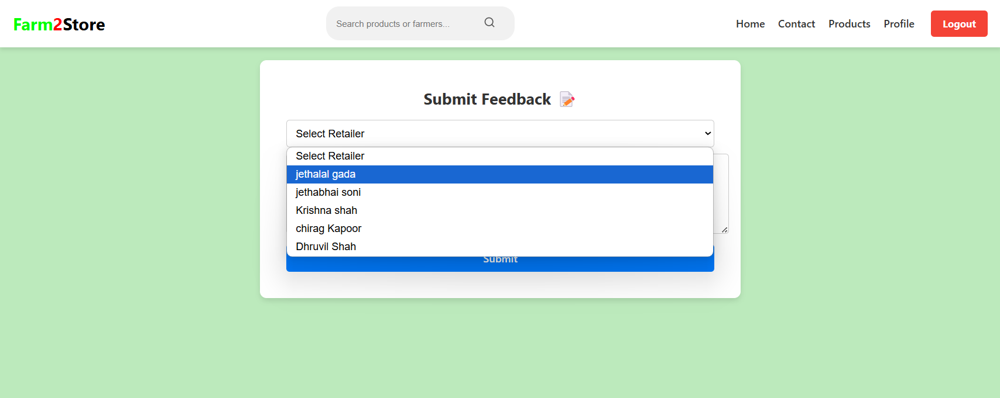 Farm2Store
Search products or farmers...
Home Contact Products Profile Logout
Submit Feedback
Select Retailer
Select Retailer
jethalal gada
jethabhai soni
Krishna shah
chirag Kapoor
Dhruvil Shah
Submit